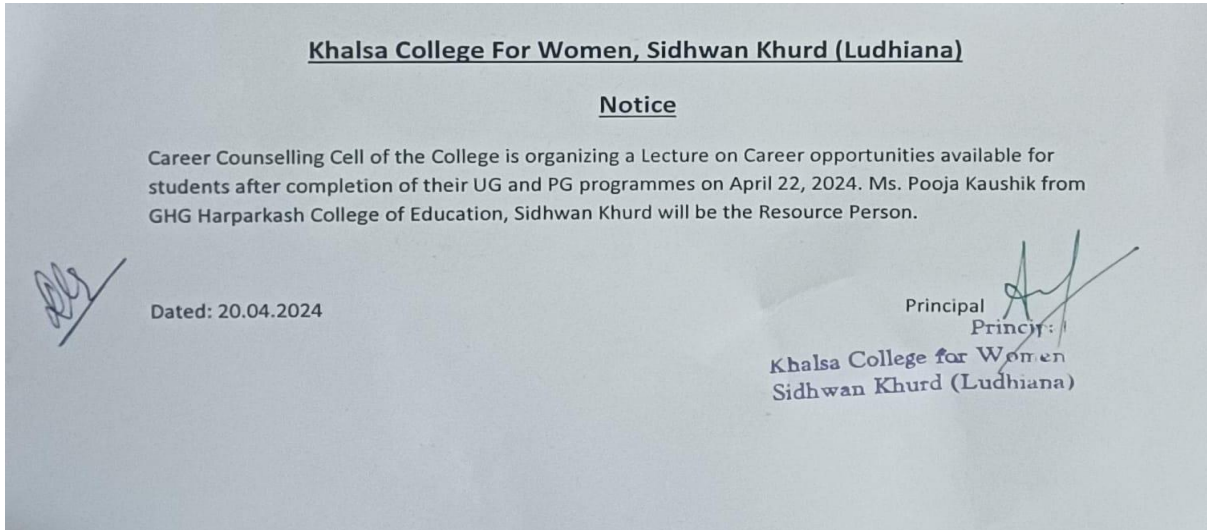 Khalsa College For Women, Sidhwan Khurd (Ludhiana)
Notice
Career Counselling Cell of the College is organizing a Lecture on Career opportunities available for
students after completion of their UG and PG programmes on April 22, 2024. Ms. Pooja Kaushik from
GHG Harparkash College of Education, Sidhwan Khurd will be the Resource Person.
Dated: 20.04.2024
Principal
Khalsa College for Women
Sidhwan Khurd (Ludhiana)